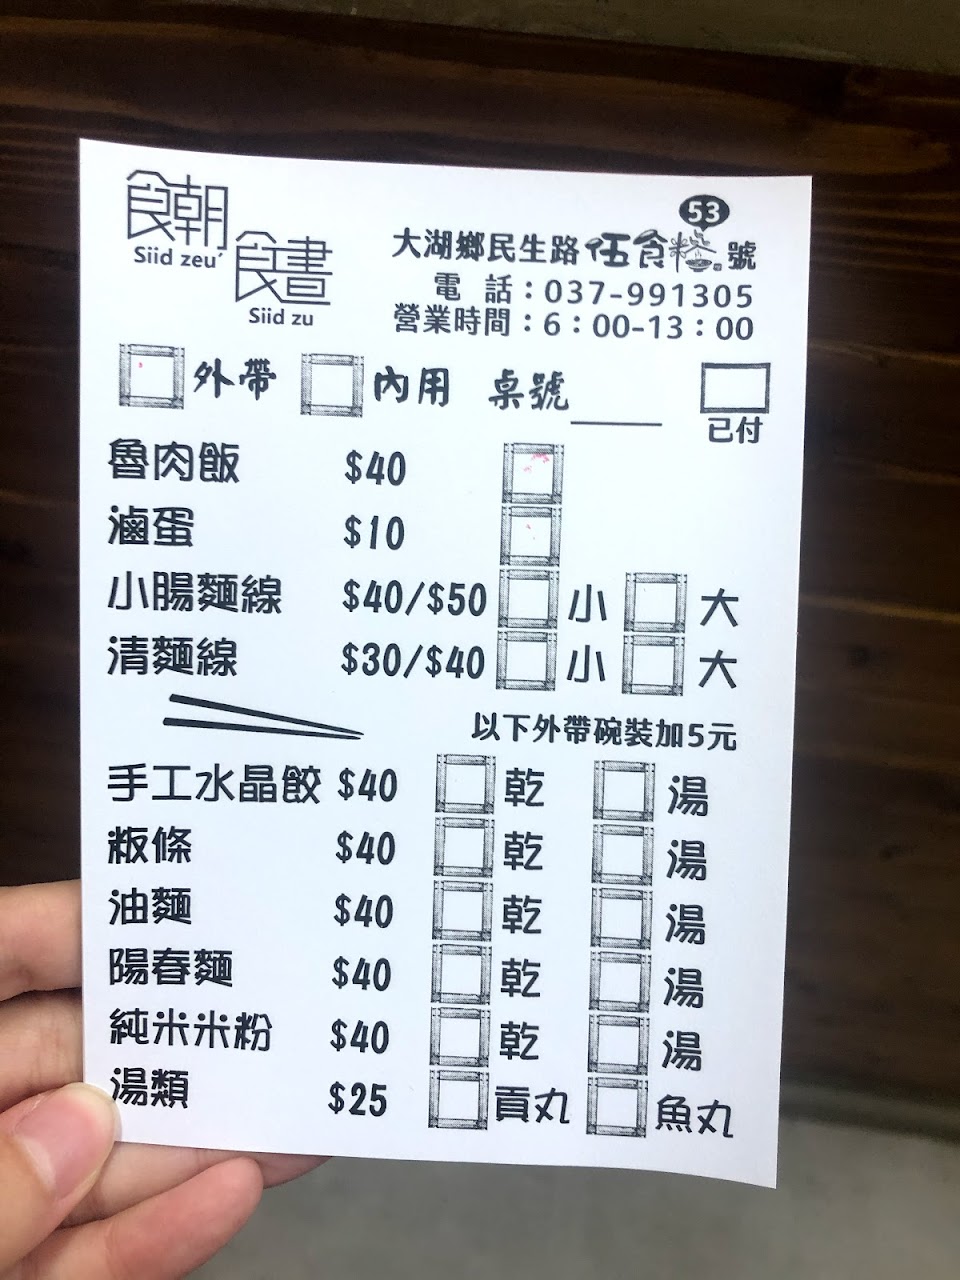 食朝
Siid zeu´
食晝
Siid zu
53
大湖鄉民生路伍食樘號
電 話：037-991305
營業時間：6：00-13：00
外帶 內用 桌號 已付
魯肉飯 $40
滷蛋 $10
小腸麵線 $40/$50 小 大
清麵線 $30/$40 小 大
以下外帶碗裝加5元
手工水晶餃 $40 乾 湯
粄條 $40 乾 湯
油麵 $40 乾 湯
陽春麵 $40 乾 湯
純米米粉 $40 乾 湯
湯類 $25 貢丸 魚丸